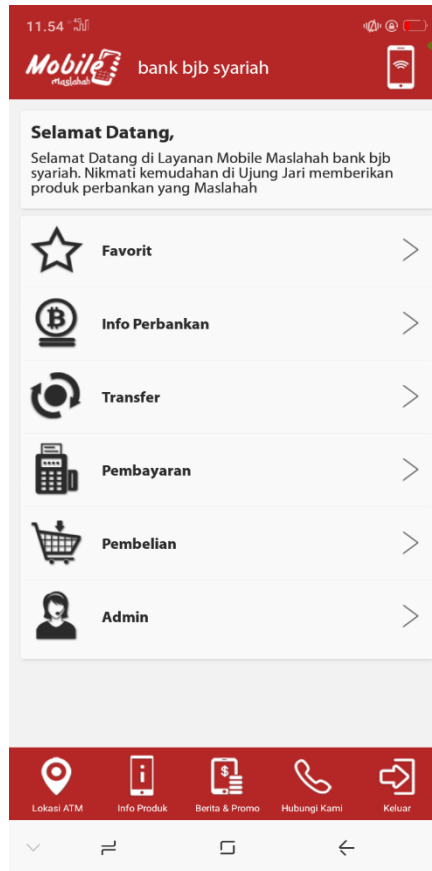 11.54 4G
Mobile
maslahah
bank bjb syariah
Selamat Datang,
Selamat Datang di Layanan Mobile Maslahah bank bjb
syariah. Nikmati kemudahan di Ujung Jari memberikan
produk perbankan yang Maslahah
Favorit
Info Perbankan
Transfer
Pembayaran
Pembelian
Admin
Lokasi ATM
Info Produk
Berita & Promo
Hubungi Kami
Keluar